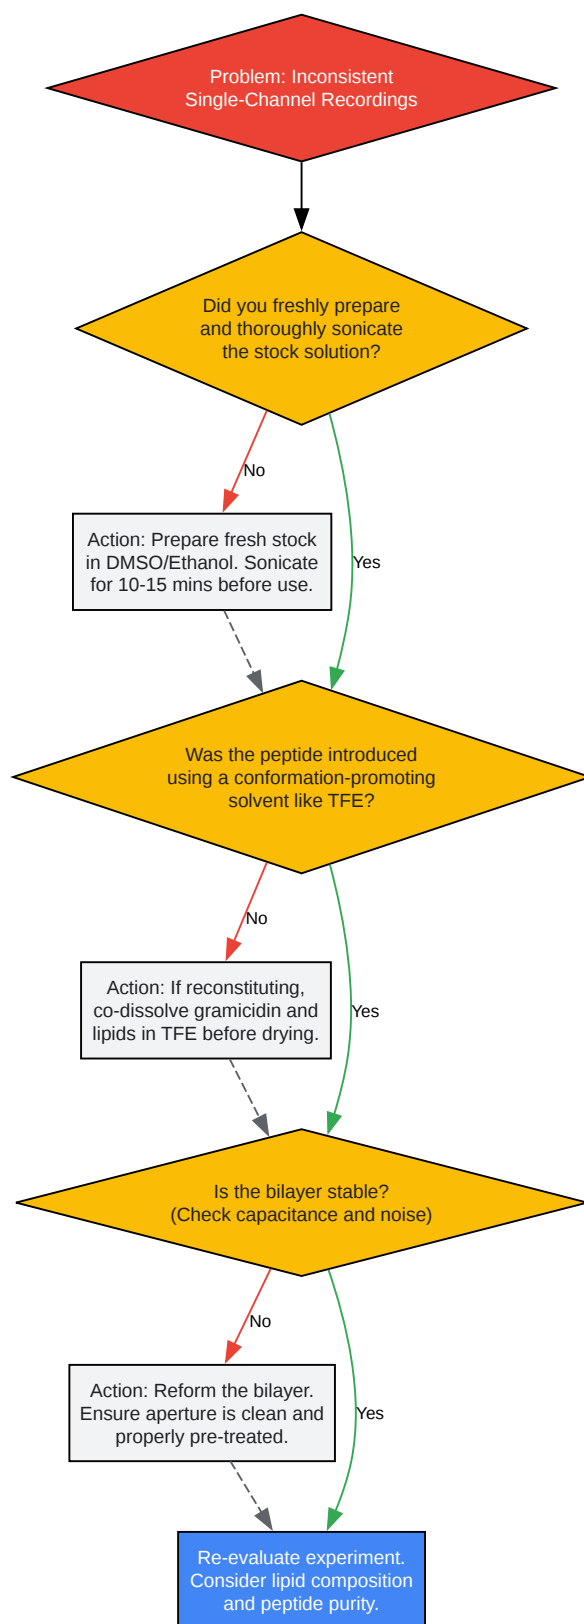 Problem: Inconsistent
Single-Channel Recordings
Did you freshly prepare
and thoroughly sonicate
the stock solution?
No
Yes
Action: Prepare fresh stock
in DMSO/Ethanol. Sonicate
for 10-15 mins before use.
Was the peptide introduced
using a conformation-promoting
solvent like TFE?
No
Yes
Action: If reconstituting,
co-dissolve gramicidin and
lipids in TFE before drying.
Is the bilayer stable?
(Check capacitance and noise)
No
Yes
Action: Reform the bilayer.
Ensure aperture is clean and
properly pre-treated.
Re-evaluate experiment.
Consider lipid composition
and peptide purity.